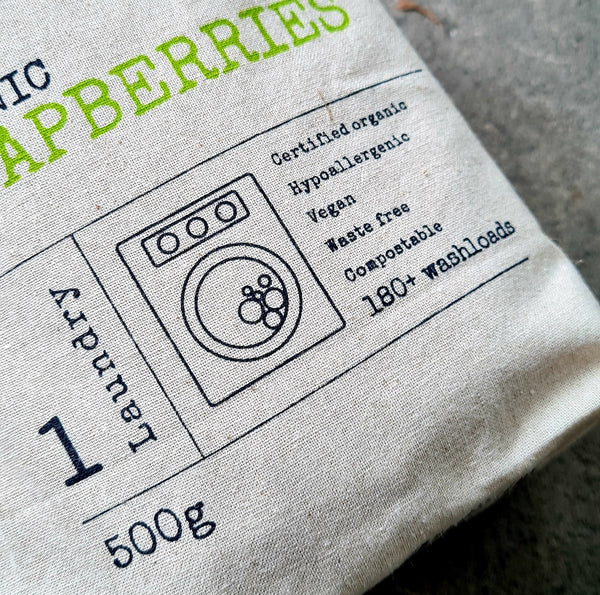 NIC
APBERRIES
Certified organic
Hypoallergenic
Vegan
Waste free
Compostable
180+ washloads
Laundry
1
500g